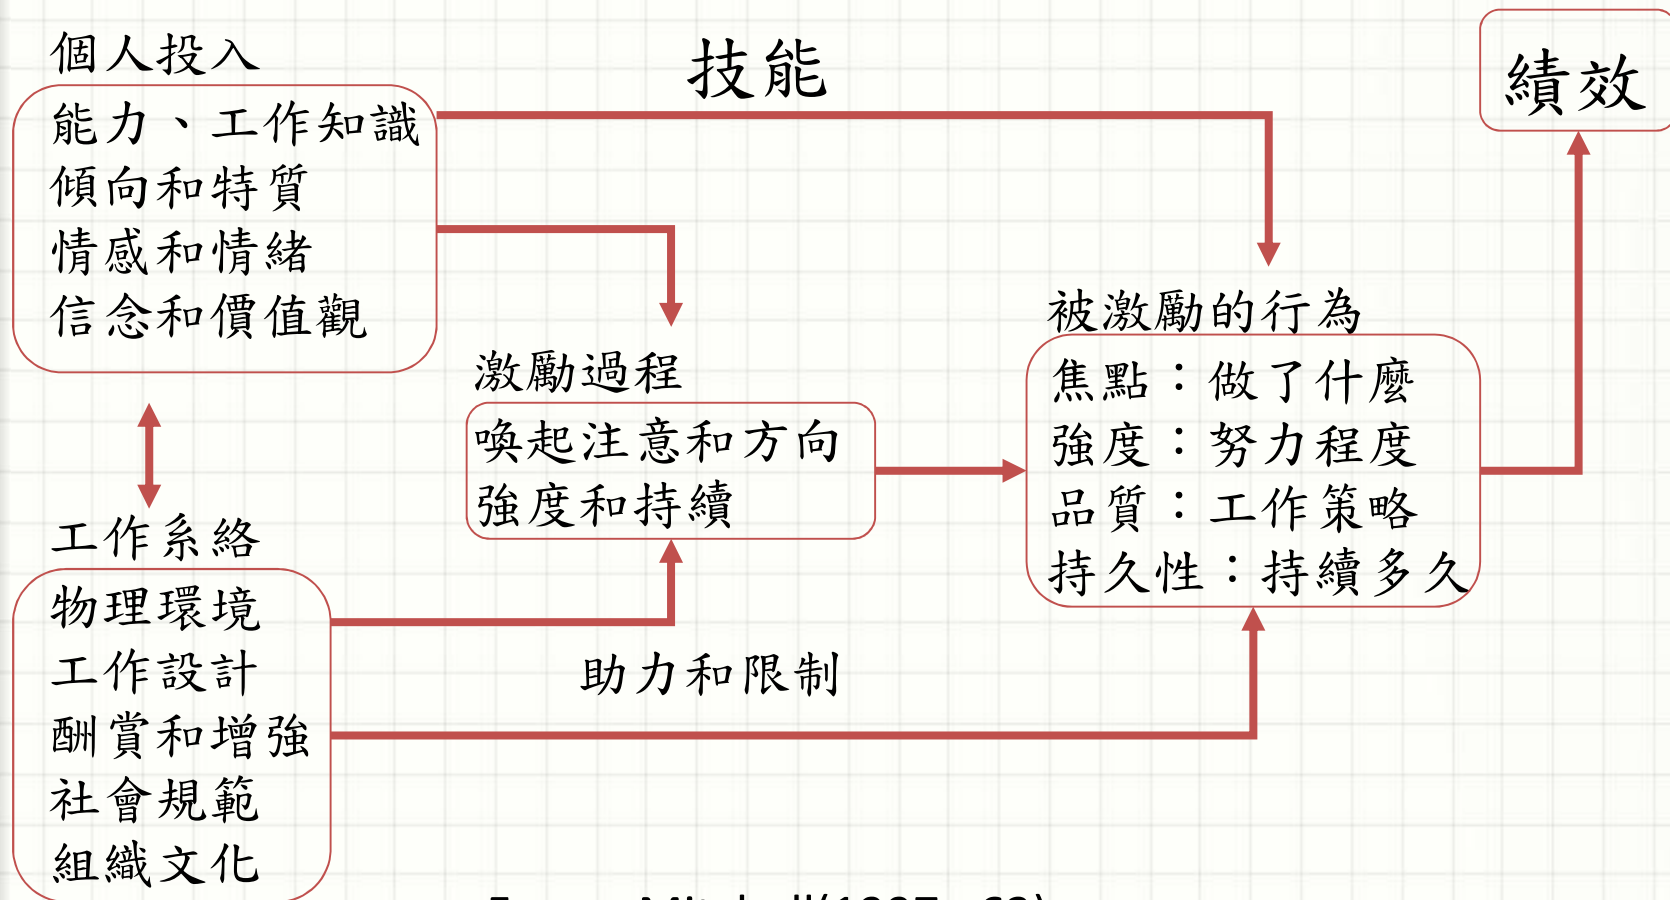 個人投入
能力、工作知識
傾向和特質
情感和情緒
信念和價值觀
技能
績效
激勵過程
喚起注意和方向
強度和持續
被激勵的行為
焦點：做了什麼
強度：努力程度
品質：工作策略
持久性：持續多久
工作系絡
物理環境
工作設計
酬賞和增強
社會規範
組織文化
助力和限制